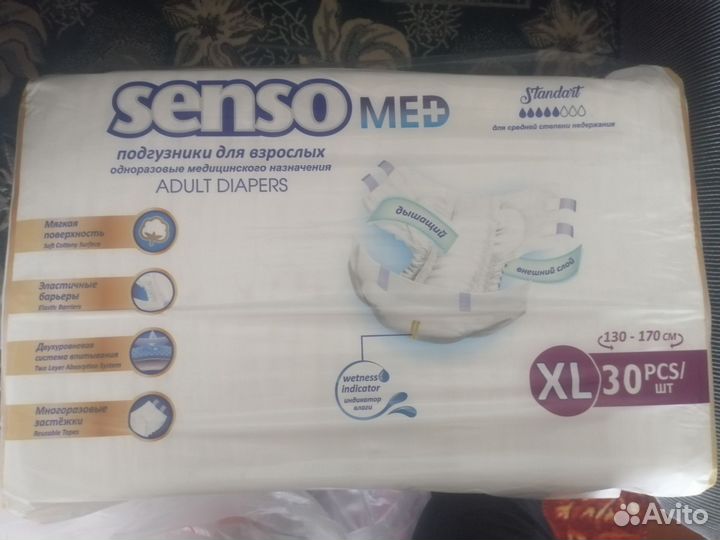 senso MED
Standart
для средней степени недержания
подгузники для взрослых
одноразовые медицинского назначения
ADULT DIAPERS
Мягкая
поверхность
Soft Cottony Surface
Эластичные
барьеры
Elastic Barriers
Двухуровневая
система впитывания
Two Layer Absorption System
Многоразовые
застёжки
Reusable Tapes
дышащий
внешний слой
wetness
indicator
индикатор
влаги
130 - 170 см
XL 30 PCS/
шт
Avito